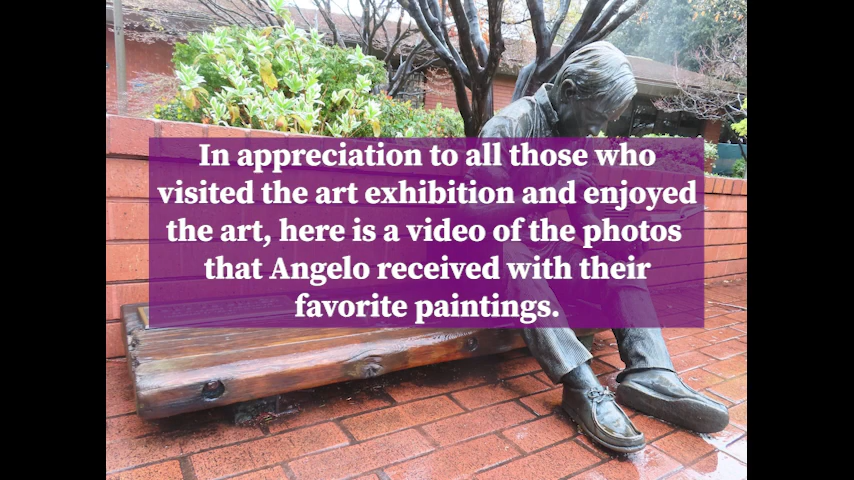 In appreciation to all those who
visited the art exhibition and enjoyed
the art, here is a video of the photos
that Angelo received with their
favorite paintings.